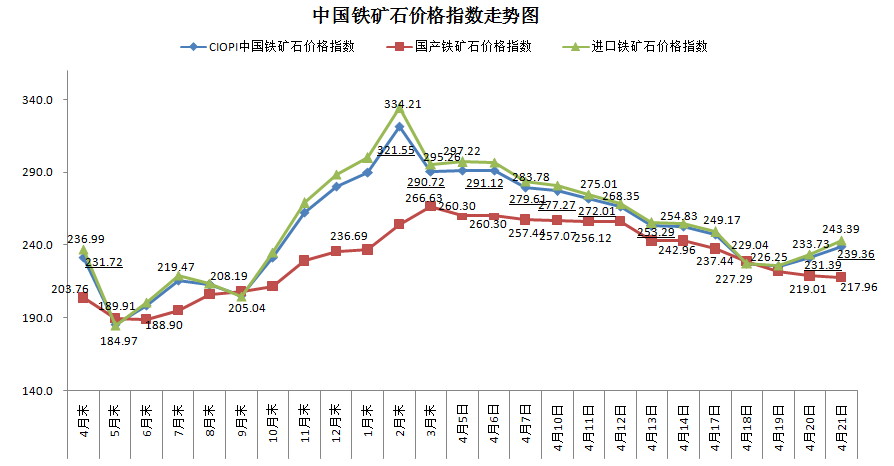 中国铁矿石价格指数走势图
CIOPI中国铁矿石价格指数 国产铁矿石价格指数 进口铁矿石价格指数
340.0
290.0
240.0
190.0
140.0
334.21
321.55
295.26
297.22
290.72
291.12
283.78
279.61
277.27
275.01
272.01
268.35
266.63
260.30
260.30
257.44
257.07
256.12
254.83
253.29
249.17
242.96
243.39
239.36
237.44
236.99
236.69
233.73
231.72
231.39
229.04
227.29
226.25
219.47
219.01
217.96
208.19
205.04
203.76
189.91
188.90
184.97
4月末
5月末
6月末
7月末
8月末
9月末
10月末
11月末
12月末
1月末
2月末
3月末
4月5日
4月6日
4月7日
4月10日
4月11日
4月12日
4月13日
4月14日
4月17日
4月18日
4月19日
4月20日
4月21日